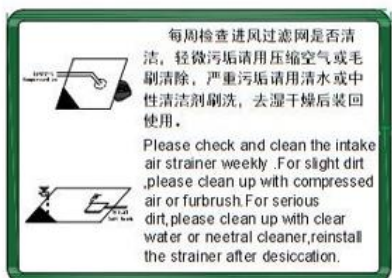 每周检查进风过滤网是否清
洁，轻微污垢请用压缩空气或毛
刷清除，严重污垢请用清水或中
性清洁剂刷洗，去湿干燥后装回
使用。
Please check and clean the intake
air strainer weekly .For slight dirt
,please clean up with compressed
air or furbrush.For serious
dirt,please clean up with clear
water or neetral cleaner,reinstall
the strainer after desiccation.